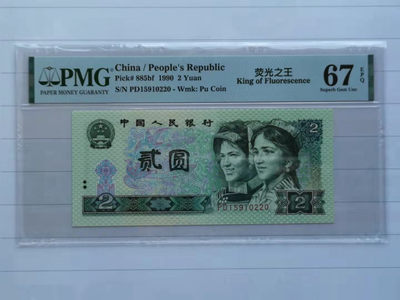 PMG
PAPER MONEY GUARANTY
China / People's Republic
Pick# 885bf 1990 2 Yuan
S/N PD15910220 - Wmk: Pu Coin
荧光之王
King of Fluorescence
67 EPQ
Superb Gem Unc
中国人民银行
2
贰圆
PD15910220
2
2